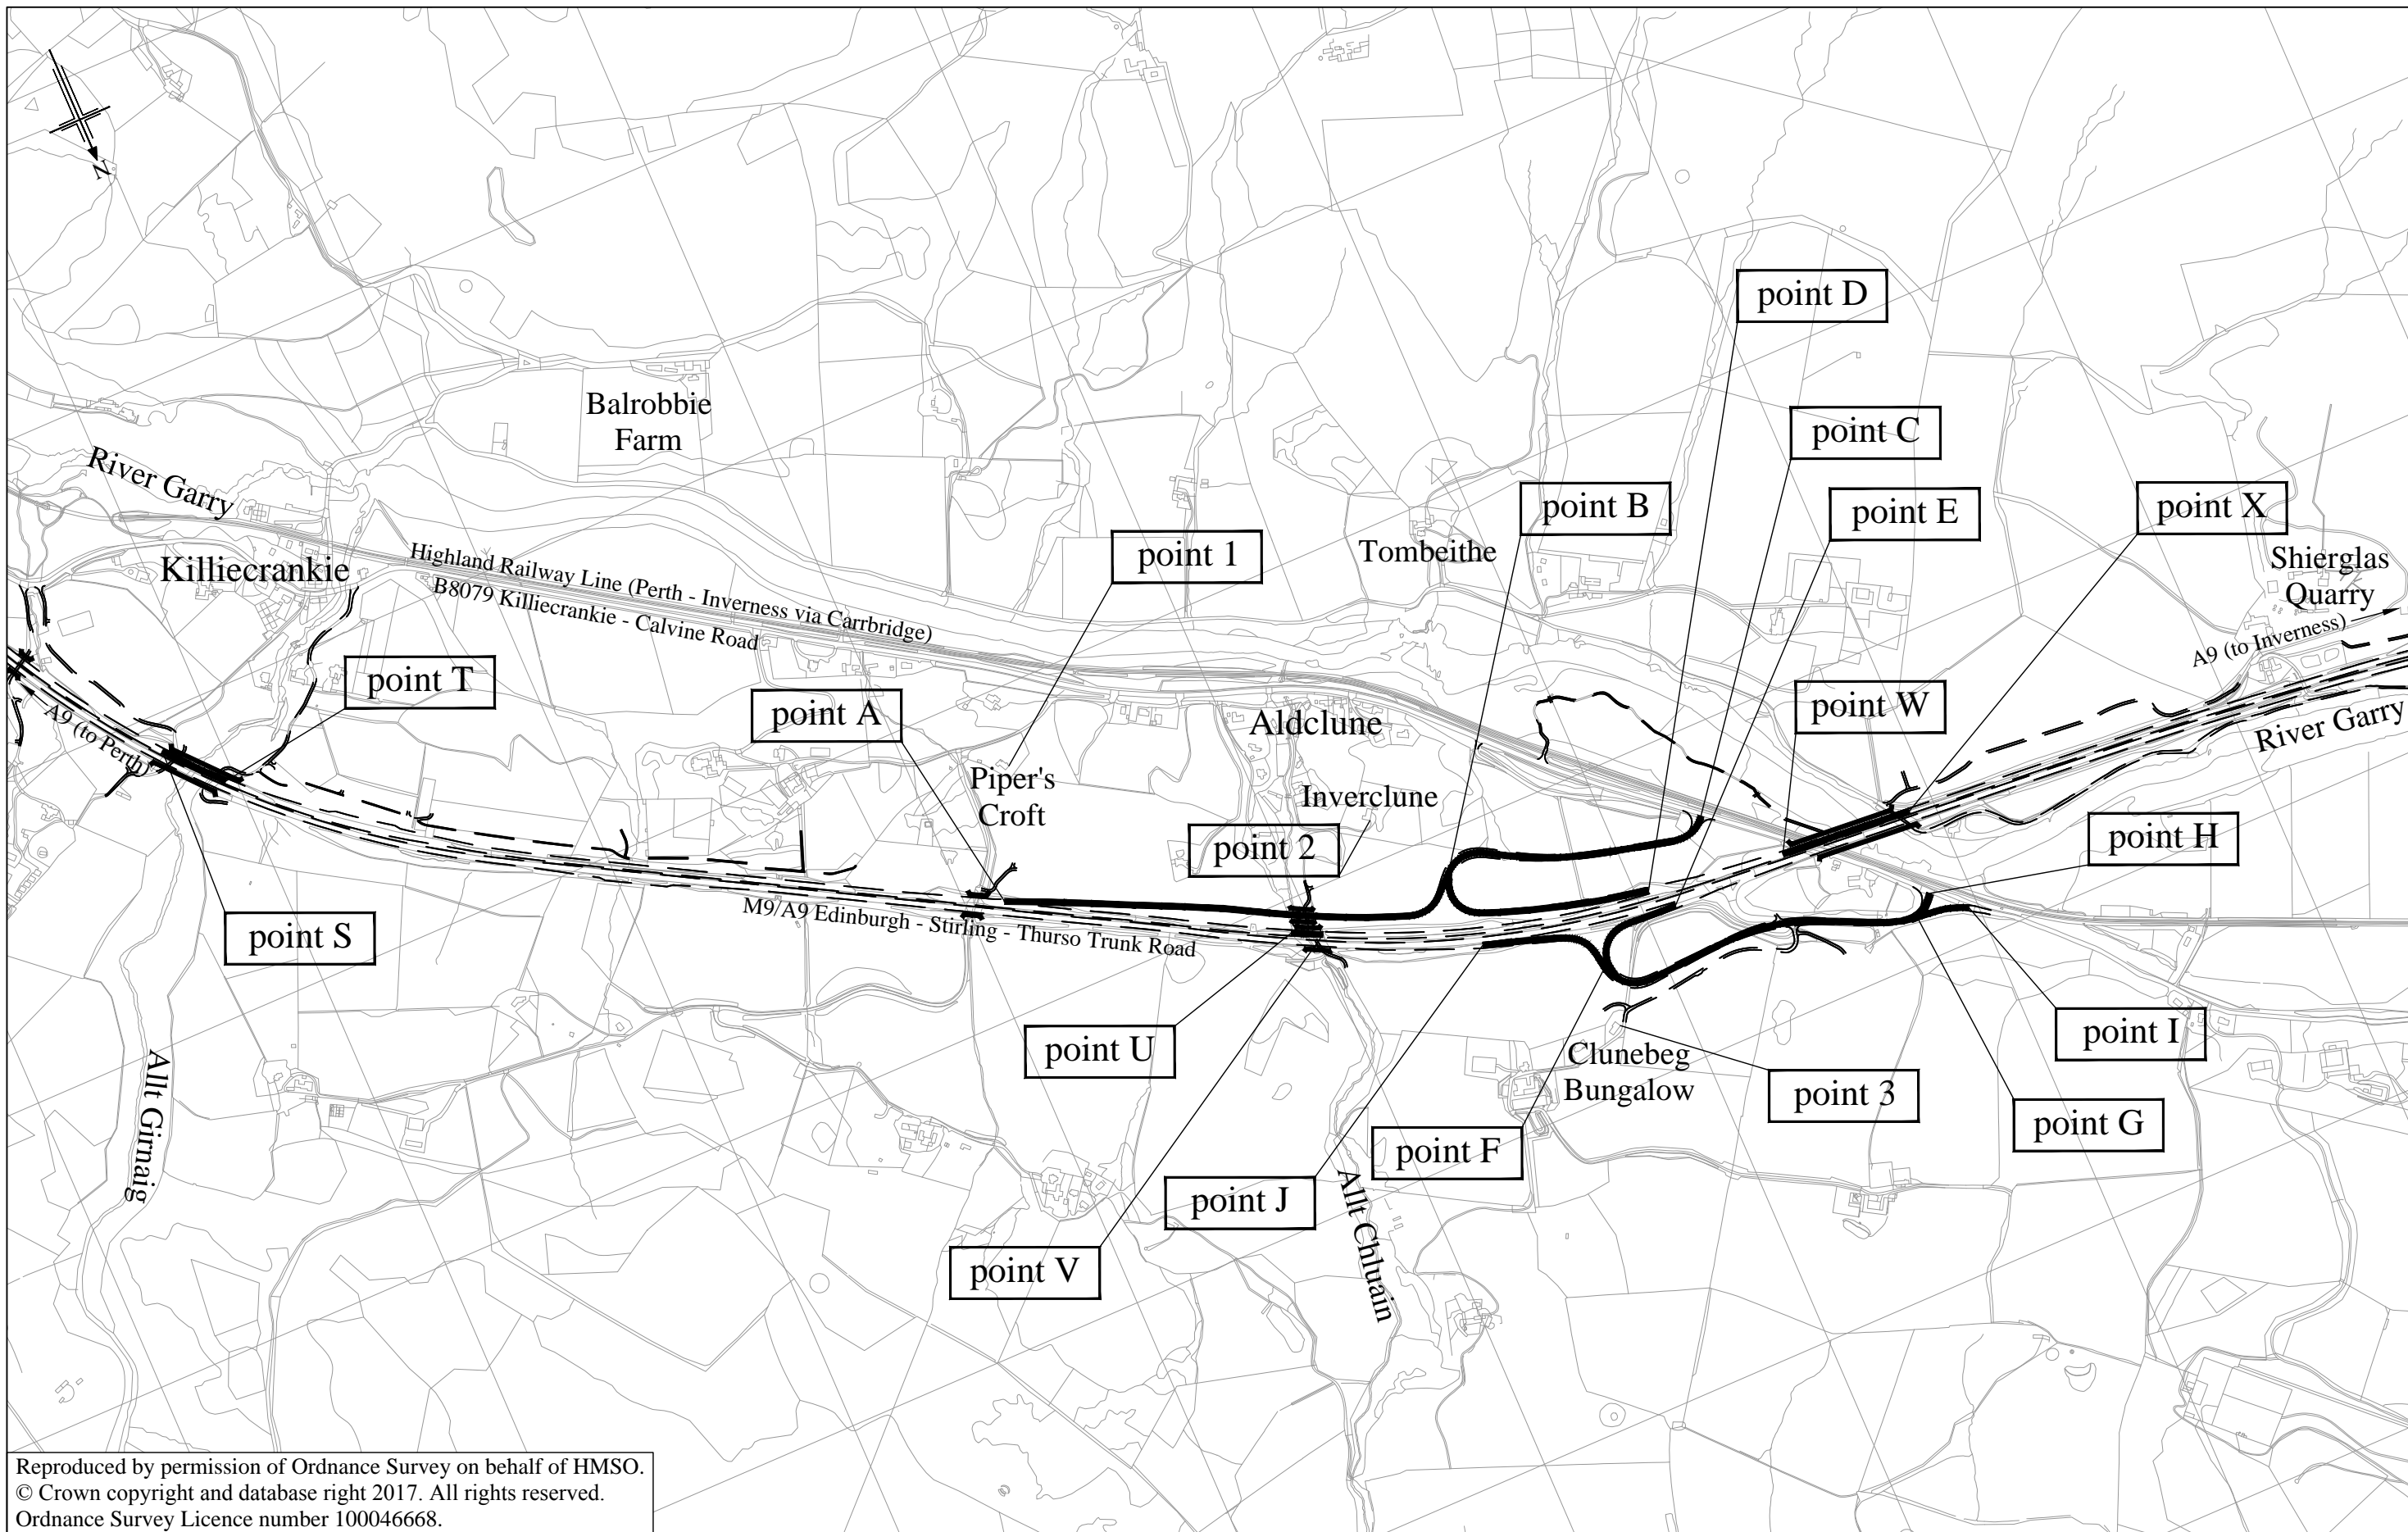 N
point D
Balrobbie
Farm
point C
River Garry
point B
point E
point X
Killiecrankie
Highland Railway Line (Perth - Inverness via Carrbridge)
B8079 Killiecrankie - Calvine Road
point 1
Tombeithe
Shierglas
Quarry
A9 (to Inverness)
point T
A9 (to Perth)
point A
Aldclune
point W
River Garry
Piper's
Croft
Inverclune
point 2
point H
M9/A9 Edinburgh - Stirling - Thurso Trunk Road
point S
point U
point I
Clunebeg
Bungalow
point 3
point G
Allt Girnaig
point F
point J
Allt Chluain
point V
Reproduced by permission of Ordnance Survey on behalf of HMSO.
© Crown copyright and database right 2017. All rights reserved.
Ordnance Survey Licence number 100046668.